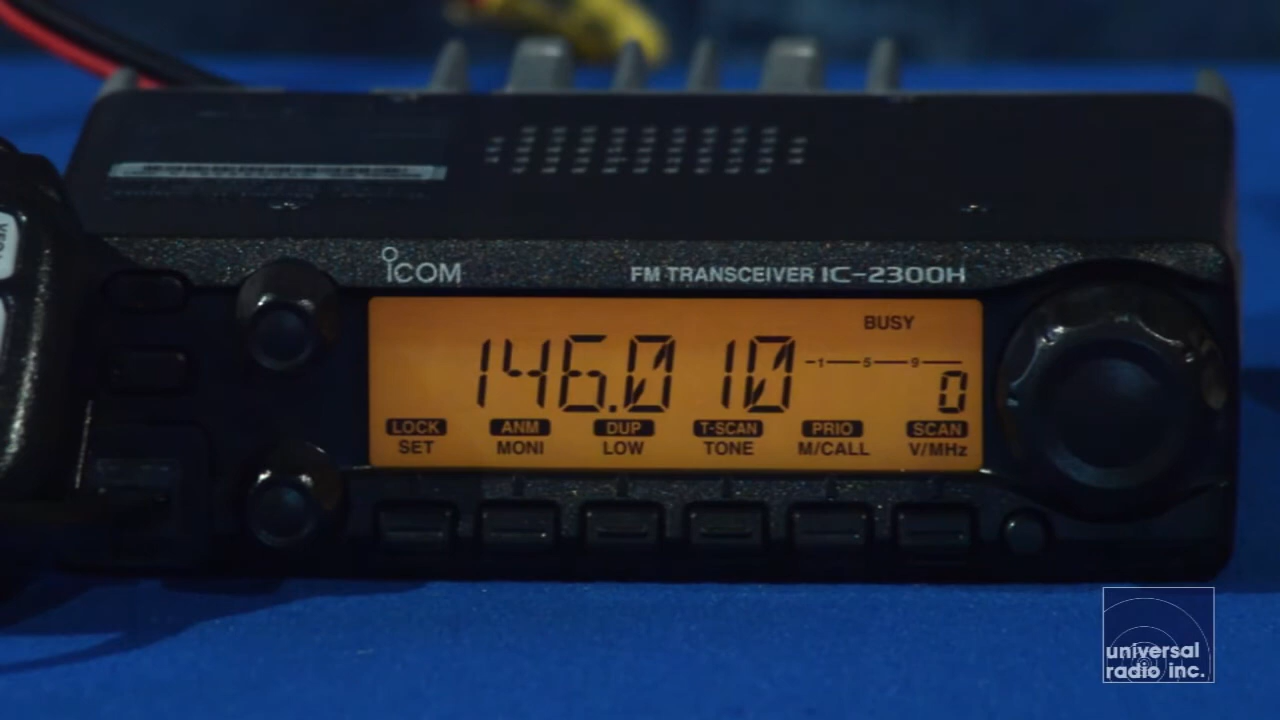 ICOM
FM TRANSCEIVER IC-2300H
BUSY
146.010
1 5 9
0
LOCK ANM DUP T-SCAN PRIO SCAN
SET MONI LOW TONE M/CALL V/MHz
universal
radio inc.